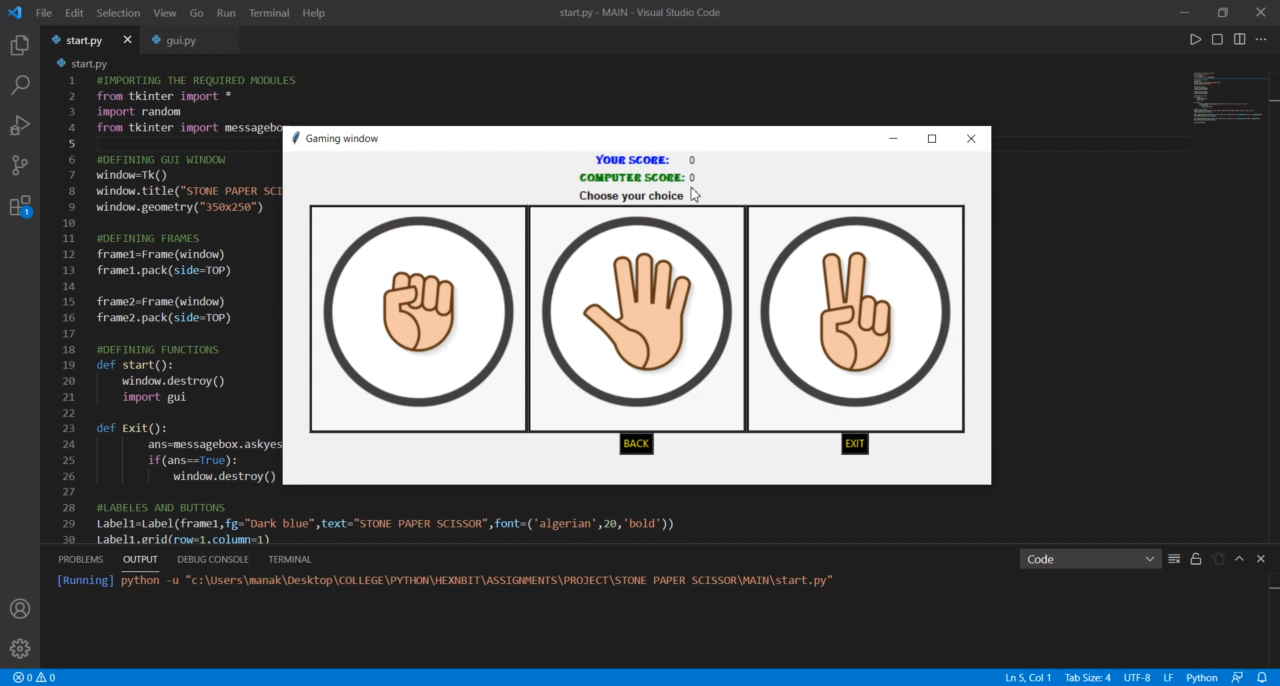 File Edit Selection View Go Run Terminal Help
start.py - MAIN - Visual Studio Code
start.py
gui.py
start.py
1 #IMPORTING THE REQUIRED MODULES
2 from tkinter import *
3 import random
4 from tkinter import messagebo
5
6 #DEFINING GUI WINDOW
7 window=Tk()
8 window.title("STONE PAPER SCI
9 window.geometry("350x250")
10
11 #DEFINING FRAMES
12 frame1=Frame(window)
13 frame1.pack(side=TOP)
14
15 frame2=Frame(window)
16 frame2.pack(side=TOP)
17
18 #DEFINING FUNCTIONS
19 def start():
20 window.destroy()
21 import gui
22
23 def Exit():
24 ans=messagebox.askyes
25 if(ans==True):
26 window.destroy()
27
28 #LABELES AND BUTTONS
29 Label1=Label(frame1,fg="Dark blue",text="STONE PAPER SCISSOR",font=('algerian',20,'bold'))
30 Label1.grid(row=1,column=1)
Gaming window
YOUR SCORE: 0
COMPUTER SCORE: 0
Choose your choice
BACK
EXIT
1
PROBLEMS OUTPUT DEBUG CONSOLE TERMINAL
Code
[Running] python -u "c:\Users\manak\Desktop\COLLEGE\PYTHON\HEXNBIT\ASSIGNMENTS\PROJECT\STONE PAPER SCISSOR\MAIN\start.py"
0 0
Ln 5, Col 1 Tab Size: 4 UTF-8 LF Python